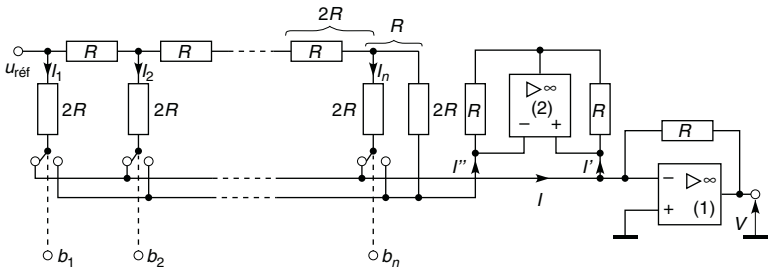 2R
R
R R R
u_réf I_1 I_2 I_n
2R 2R 2R 2R R ▷∞ (2) R
− +
R
I'' I' I
− ▷∞
+ (1)
V
b_1 b_2 b_n